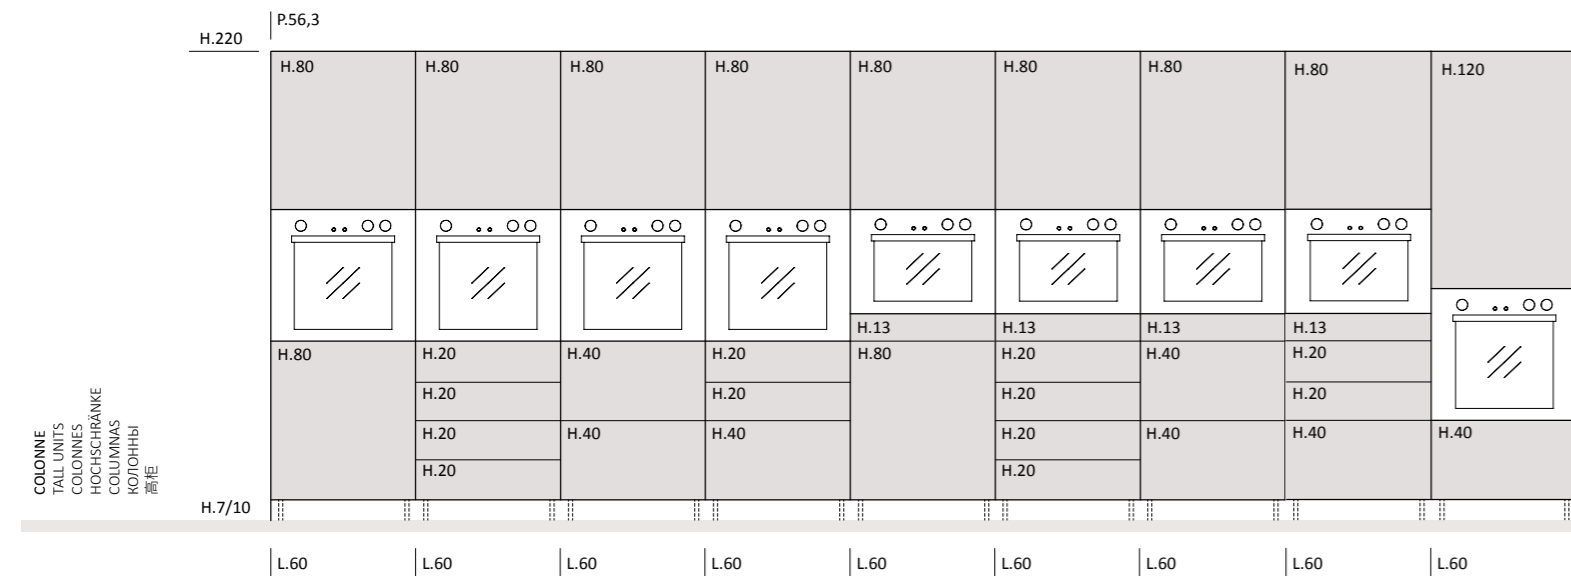 P.56,3
H.220
H.80 H.80 H.80 H.80 H.80 H.80 H.80 H.80 H.120
H.13 H.13 H.13 H.13
H.80 H.20 H.40 H.20 H.80 H.20 H.40 H.20
H.20 H.20 H.20 H.20
H.20 H.40 H.40 H.20 H.40 H.40 H.40
H.20 H.20
COLONNE
TALL UNITS
COLONNES
HOCHSCHRÄNKE
COLUMNAS
КОЛОННЫ
高柜
H.7/10
L.60 L.60 L.60 L.60 L.60 L.60 L.60 L.60 L.60